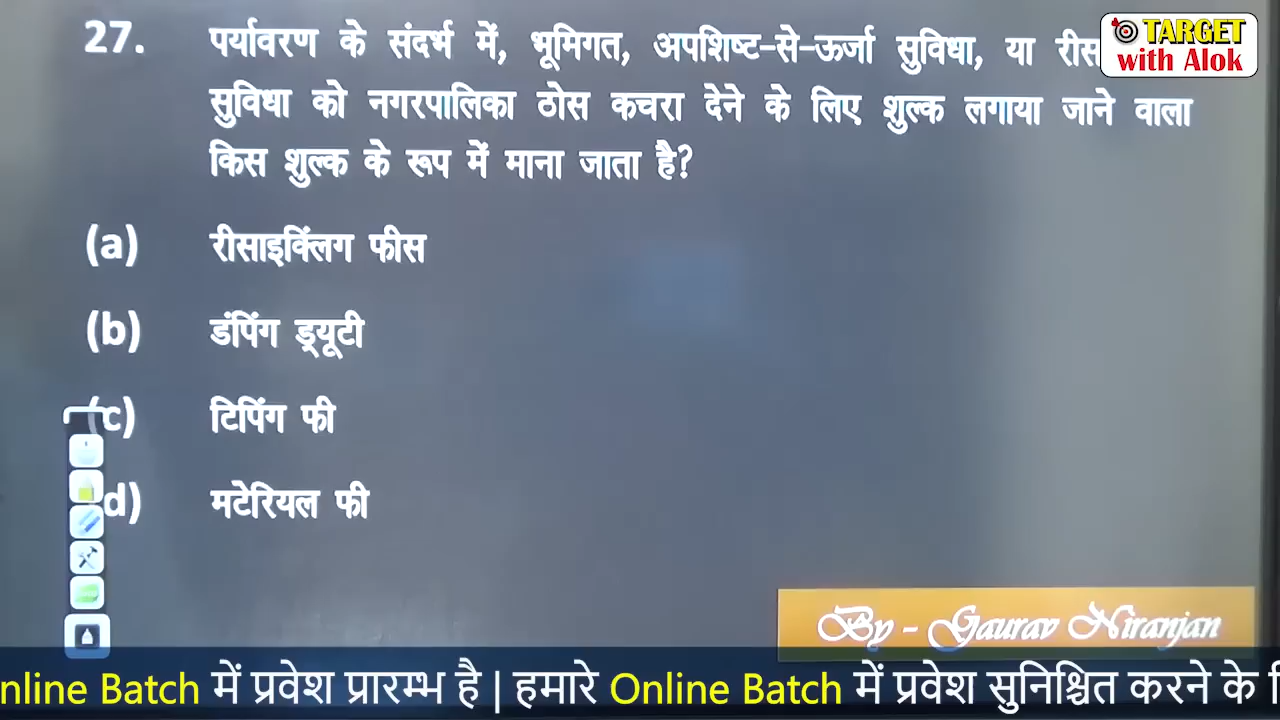 TARGET
with Alok
27. पर्यावरण के संदर्भ में, भूमिगत, अपशिष्ट-से-ऊर्जा सुविधा, या
सुविधा को नगरपालिका ठोस कचरा देने के लिए शुल्क लगाया जाने वाला
किस शुल्क के रूप में माना जाता है?
(a) रीसाइक्लिंग फीस
(b) डंपिंग ड्यूटी
(c) टिपिंग फी
(d) मटेरियल फी
By - Gaurav Niranjan
nline Batch में प्रवेश प्रारम्भ है | हमारे Online Batch में प्रवेश सुनिश्चित करने के